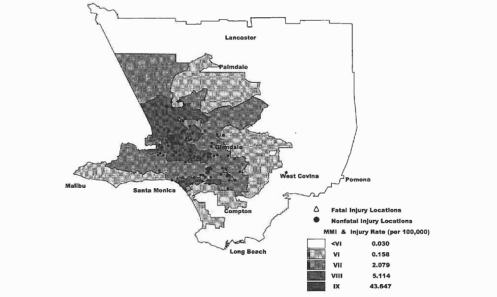 Lancaster
Palmdale
Glendale
West Covina
Pomona
Malibu
Santa Monica
Compton
Long Beach
Fatal Injury Locations
Nonfatal Injury Locations
MMI & Injury Rate (per 100,000)
<VI 0.030
VI 0.158
VII 2.079
VIII 5.114
IX 43.647